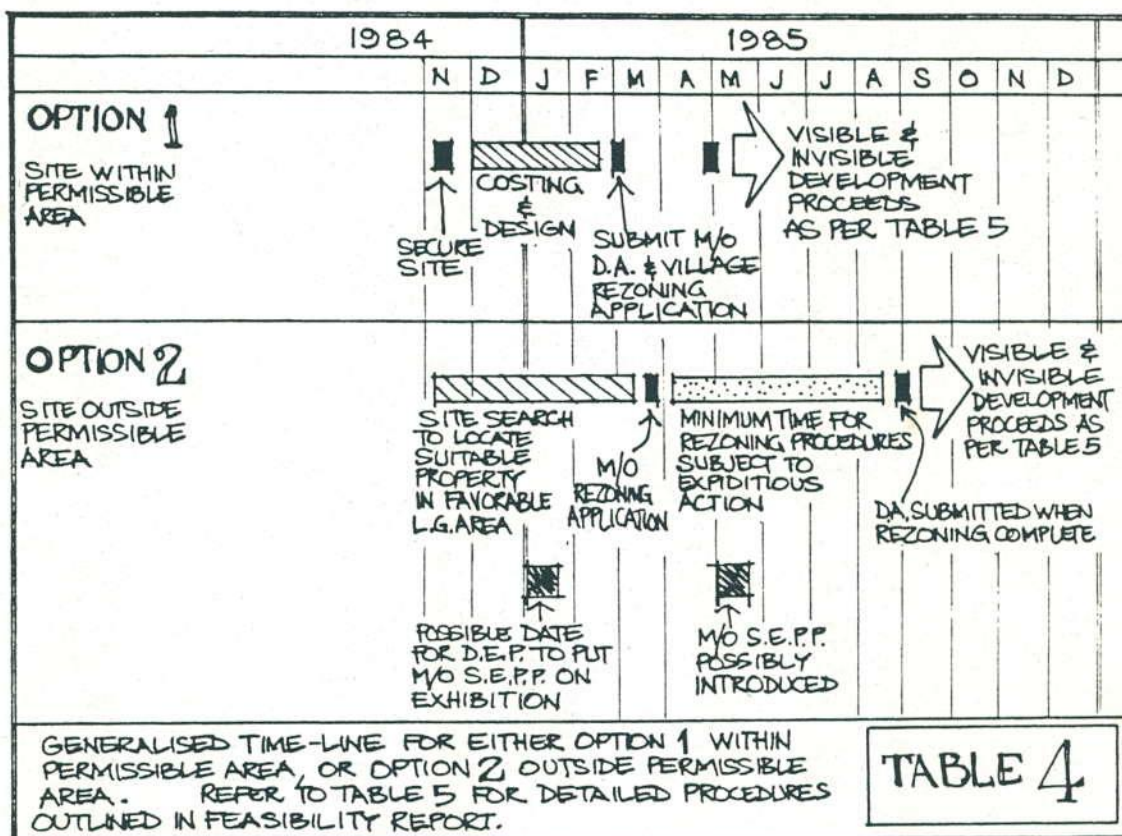 1984 1985
N D J F M A M J J A S O N D
OPTION 1
SITE WITHIN
PERMISSIBLE
AREA
SECURE
SITE
COSTING
&
DESIGN
SUBMIT M/O
D.A. & VILLAGE
REZONING
APPLICATION
VISIBLE &
INVISIBLE
DEVELOPMENT
PROCEEDS
AS PER TABLE 5
OPTION 2
SITE OUTSIDE
PERMISSIBLE
AREA
SITE SEARCH
TO LOCATE
SUITABLE
PROPERTY
IN FAVORABLE
L.G. AREA
M/O
REZONING
APPLICATION
MINIMUM TIME FOR
REZONING PROCEDURES
SUBJECT TO
EXPIDITIOUS
ACTION
D.A. SUBMITTED WHEN
REZONING COMPLETE
VISIBLE &
INVISIBLE
DEVELOPMENT
PROCEEDS AS
PER TABLE 5
POSSIBLE DATE
FOR D.E.P. TO PUT
M/O S.E.P.P. ON
EXHIBITION
M/O S.E.P.P.
POSSIBLY
INTRODUCED
GENERALISED TIME-LINE FOR EITHER OPTION 1 WITHIN
PERMISSIBLE AREA, OR OPTION 2 OUTSIDE PERMISSIBLE
AREA. REFER TO TABLE 5 FOR DETAILED PROCEDURES
OUTLINED IN FEASIBILITY REPORT.
TABLE 4